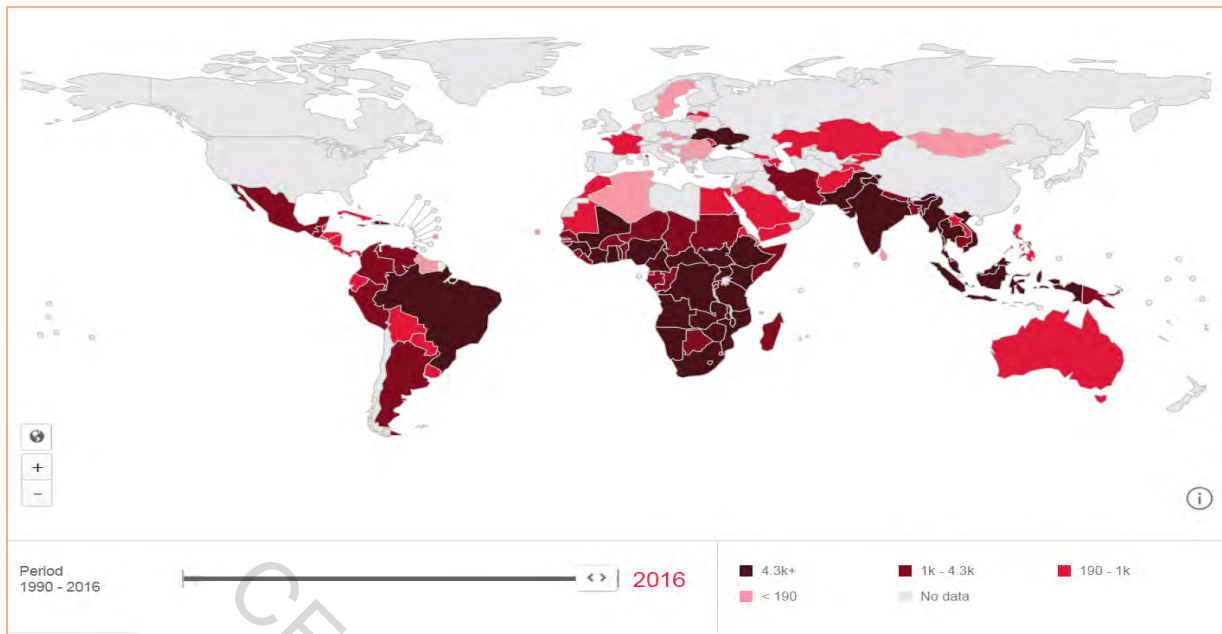 +
−
i
Period
1990 - 2016
< >
2016
4.3k+
1k - 4.3k
190 - 1k
< 190
No data